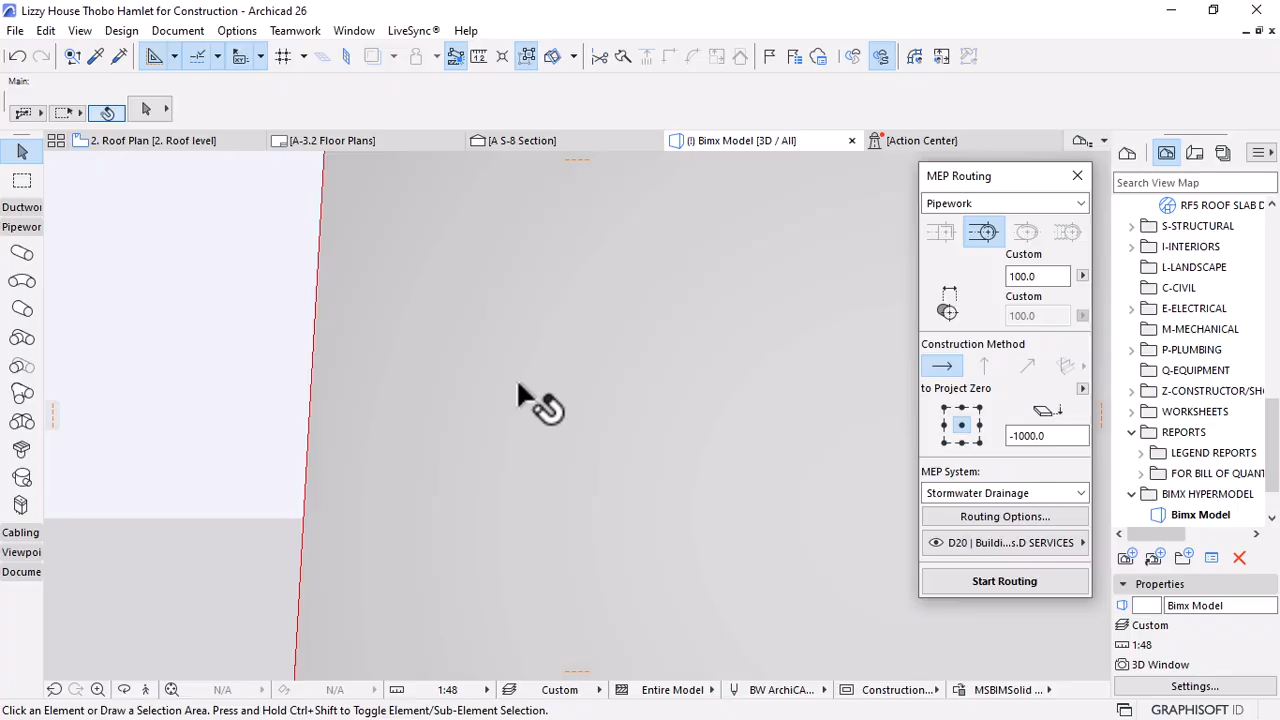 Lizzy House Thobo Hamlet for Construction - Archicad 26
File Edit View Design Document Options Teamwork Window LiveSync® Help
Main:
2. Roof Plan [2. Roof level]
[A-3.2 Floor Plans]
[A S-8 Section]
(!) Bimx Model [3D / All]
[Action Center]
Ductwo
Pipewor
Cabling
Viewpoi
Docume
MEP Routing
Pipework
Custom
100.0
Custom
100.0
Construction Method
to Project Zero
-1000.0
MEP System:
Stormwater Drainage
Routing Options...
D20 | Buildi...s.D SERVICES
Start Routing
Search View Map
RF5 ROOF SLAB D
S-STRUCTURAL
I-INTERIORS
L-LANDSCAPE
C-CIVIL
E-ELECTRICAL
M-MECHANICAL
P-PLUMBING
Q-EQUIPMENT
Z-CONSTRUCTOR/SH
WORKSHEETS
REPORTS
LEGEND REPORTS
FOR BILL OF QUANT
BIMX HYPERMODEL
Bimx Model
Properties
Bimx Model
Custom
1:48
3D Window
Settings...
N/A
N/A
1:48
Custom
Entire Model
BW ArchiCA...
Construction...
MSBIMSolid ...
Click an Element or Draw a Selection Area. Press and Hold Ctrl+Shift to Toggle Element/Sub-Element Selection.
GRAPHISOFT ID